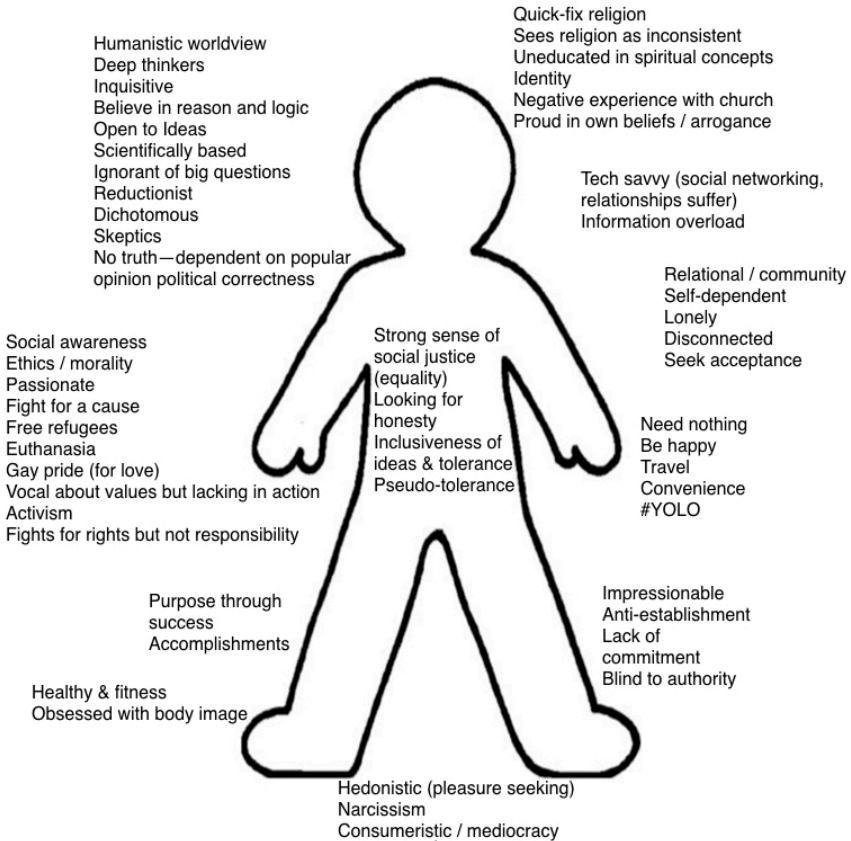 Quick-fix religion
Sees religion as inconsistent
Uneducated in spiritual concepts
Identity
Negative experience with church
Proud in own beliefs / arrogance
Humanistic worldview
Deep thinkers
Inquisitive
Believe in reason and logic
Open to Ideas
Scientifically based
Ignorant of big questions
Reductionist
Dichotomous
Skeptics
No truth—dependent on popular
opinion political correctness
Tech savvy (social networking,
relationships suffer)
Information overload
Relational / community
Self-dependent
Lonely
Disconnected
Seek acceptance
Social awareness
Ethics / morality
Passionate
Fight for a cause
Free refugees
Euthanasia
Gay pride (for love)
Vocal about values but lacking in action
Activism
Fights for rights but not responsibility
Strong sense of
social justice
(equality)
Looking for
honesty
Inclusiveness of
ideas & tolerance
Pseudo-tolerance
Need nothing
Be happy
Travel
Convenience
#YOLO
Purpose through
success
Accomplishments
Impressionable
Anti-establishment
Lack of
commitment
Blind to authority
Healthy & fitness
Obsessed with body image
Hedonistic (pleasure seeking)
Narcissism
Consumeristic / mediocracy